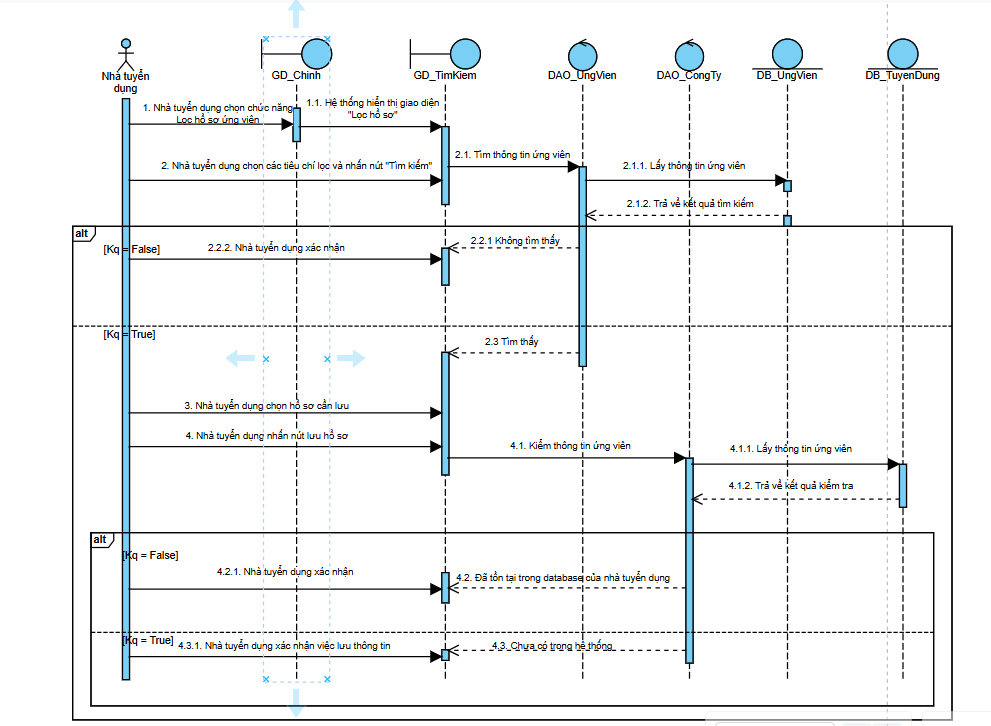 Nhà tuyển
dụng
GD_Chinh
GD_TimKiem
DAO_UngVien
DAO_CongTy
DB_UngVien
DB_TuyenDung
1. Nhà tuyển dụng chọn chức năng
Lọc hồ sơ ứng viên
1.1. Hệ thống hiển thị giao diện
"Lọc hồ sơ"
2. Nhà tuyển dụng chọn các tiêu chí lọc và nhấn nút "Tìm kiếm"
2.1. Tìm thông tin ứng viên
2.1.1. Lấy thông tin ứng viên
2.1.2. Trả về kết quả tìm kiếm
alt
[Kq = False]
2.2.2. Nhà tuyển dụng xác nhận
2.2.1 Không tìm thấy
[Kq = True]
2.3 Tìm thấy
3. Nhà tuyển dụng chọn hồ sơ cần lưu
4. Nhà tuyển dụng nhấn nút lưu hồ sơ
4.1. Kiểm thông tin ứng viên
4.1.1. Lấy thông tin ứng viên
4.1.2. Trả về kết quả kiểm tra
alt
[Kq = False]
4.2.1. Nhà tuyển dụng xác nhận
4.2. Đã tồn tại trong database của nhà tuyển dụng
[Kq = True]
4.3.1. Nhà tuyển dụng xác nhận việc lưu thông tin
4.3. Chưa có trong hệ thống